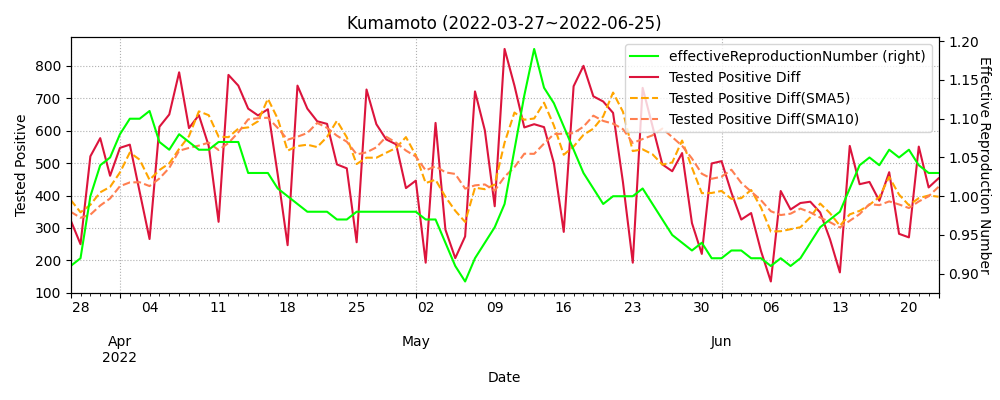 Kumamoto (2022-03-27~2022-06-25)
effectiveReproductionNumber (right)
Tested Positive Diff
Tested Positive Diff(SMA5)
Tested Positive Diff(SMA10)
Tested Positive
800
700
600
500
400
300
200
100
1.20
1.15
1.10
1.05
1.00
0.95
0.90
Effective Reproduction Number
28 04 11 18 25 02 09 16 23 30 06 13 20
Apr May Jun
2022
Date